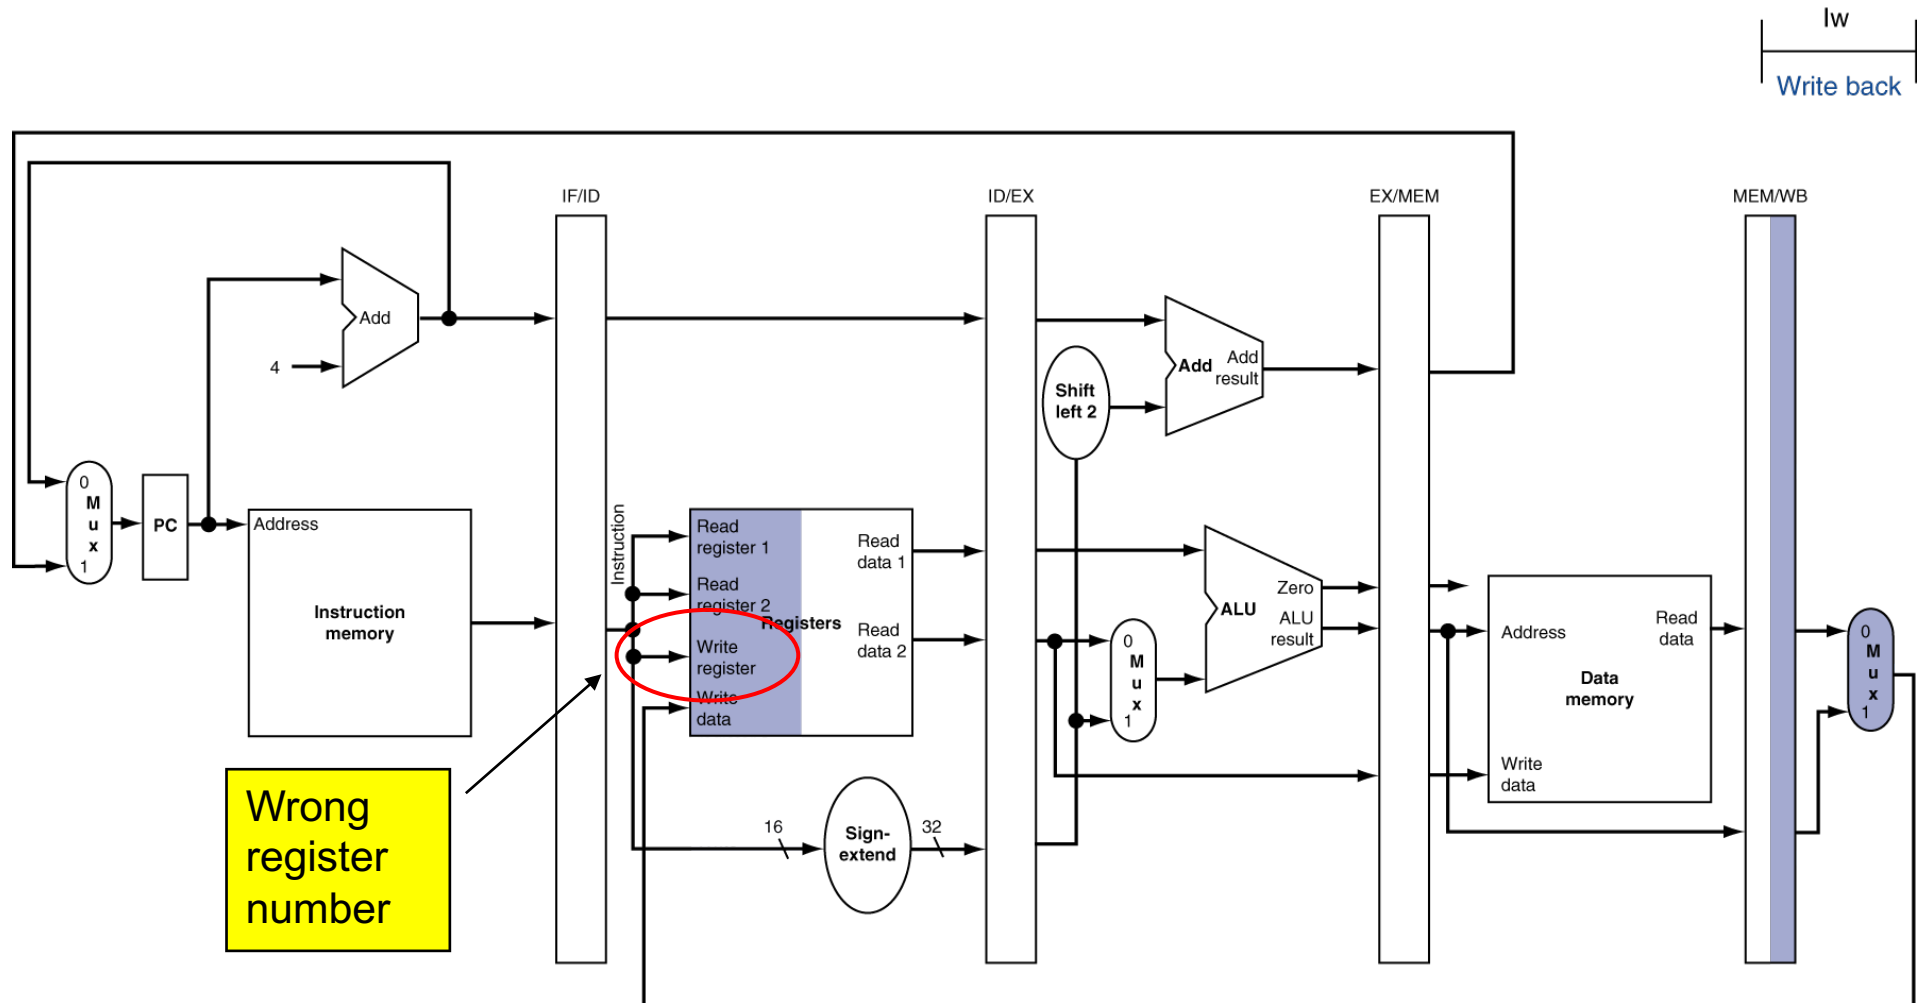 lw
Write back
IF/ID
ID/EX
EX/MEM
MEM/WB
Add
4
Shift
left 2
Add
Add
result
0
M
u
x
1
PC
Address
Instruction
memory
Instruction
Read
register 1
Read
register 2
Registers
Write
register
Write
data
Read
data 1
Read
data 2
0
M
u
x
1
Zero
ALU
ALU
result
Address
Read
data
Data
memory
Write
data
0
M
u
x
1
16
Sign-
extend
32
Wrong
register
number